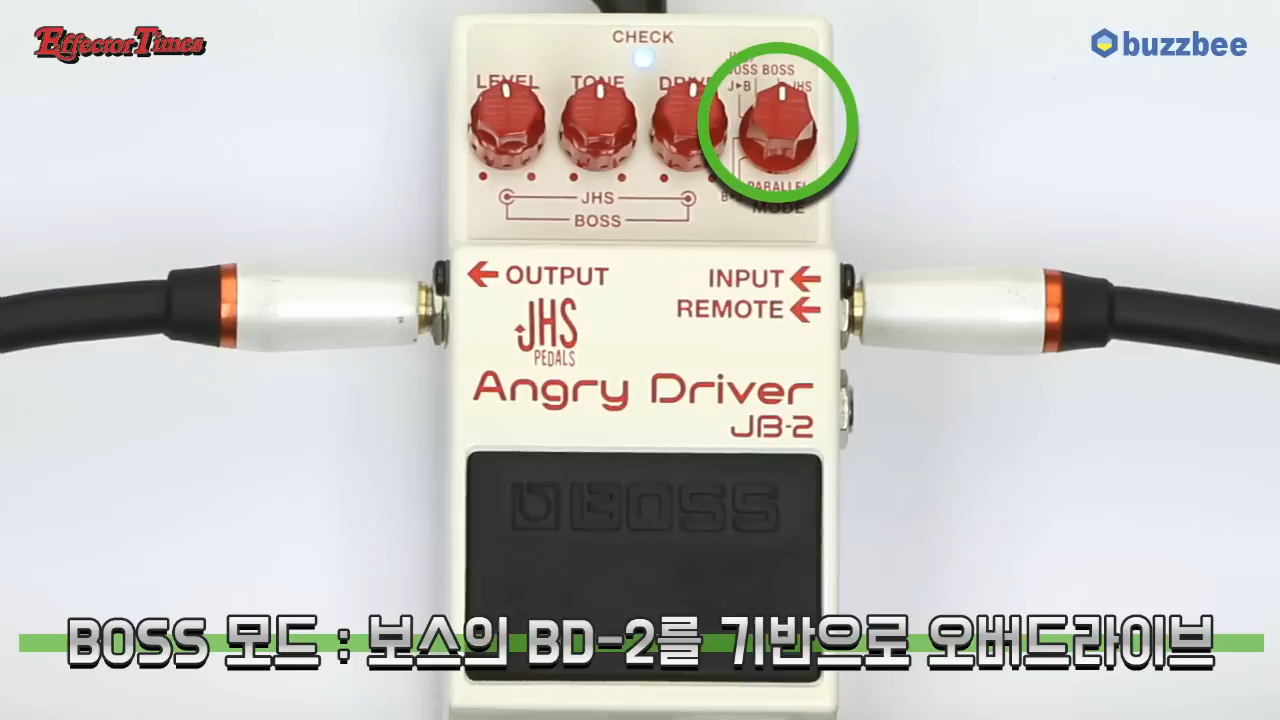 Effector Times
buzzbee
CHECK
LEVEL TONE DRIVE
BOSS BOSS
J▸B
JHS
PARALLEL
MODE
JHS
BOSS
← OUTPUT
INPUT ←
REMOTE ←
JHS
PEDALS
Angry Driver
JB-2
BOSS
BOSS 모드 : 보스의 BD-2를 기반으로 오버드라이브